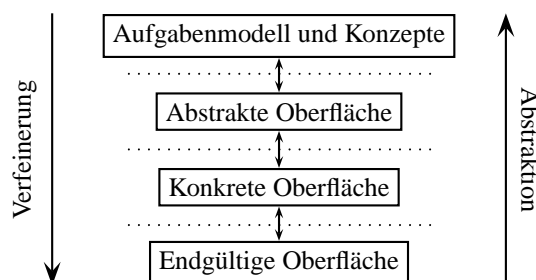 Aufgabenmodell und Konzepte
Abstrakte Oberfläche
Konkrete Oberfläche
Endgültige Oberfläche
Verfeinerung
Abstraktion